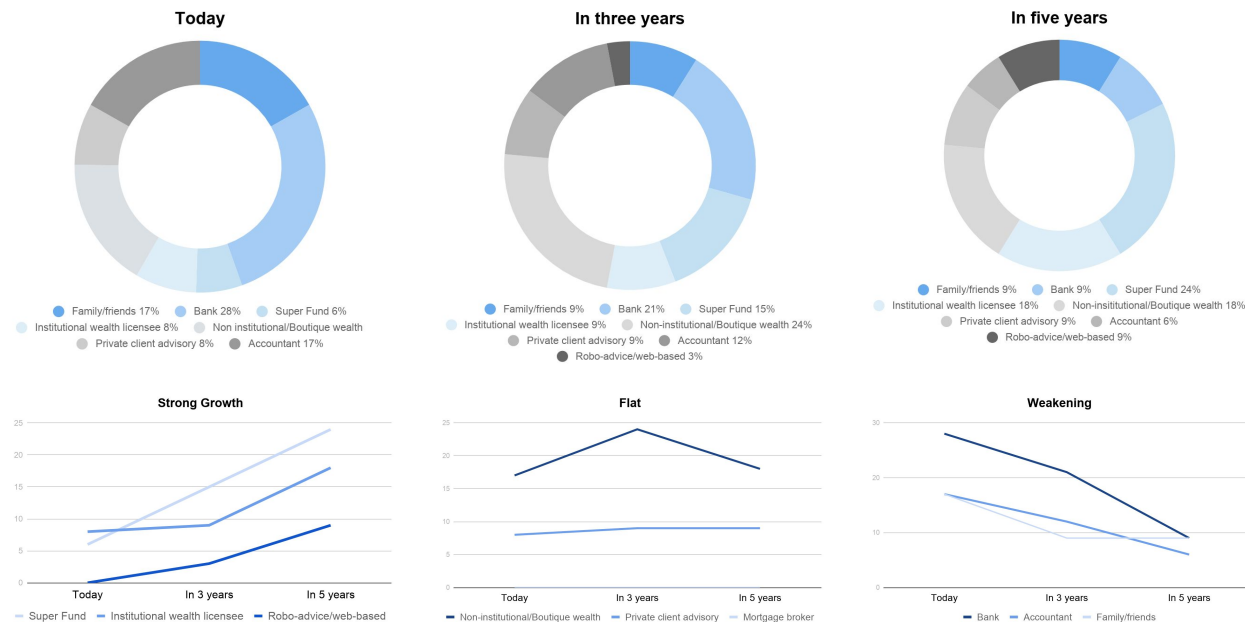 Today
Family/friends 17% Bank 28% Super Fund 6%
Institutional wealth licensee 8% Non institutional/Boutique wealth
Private client advisory 8% Accountant 17%
In three years
Family/friends 9% Bank 21% Super Fund 15%
Institutional wealth licensee 9% Non-institutional/Boutique wealth 24%
Private client advisory 9% Accountant 12%
Robo-advice/web-based 3%
In five years
Family/friends 9% Bank 9% Super Fund 24%
Institutional wealth licensee 18% Non-insititutional/Boutique wealth 18%
Private client advisory 9% Accountant 6%
Robo-advice/web-based 9%
Strong Growth
25
20
15
10
5
0
Today In 3 years In 5 years
Super Fund Institutional wealth licensee Robo-advice/web-based
Flat
25
20
15
10
5
0
Today In 3 years In 5 years
Non-institutional/Boutique wealth Private client advisory Mortgage broker
Weakening
30
20
10
0
Today In 3 years In 5 years
Bank Accountant Family/friends